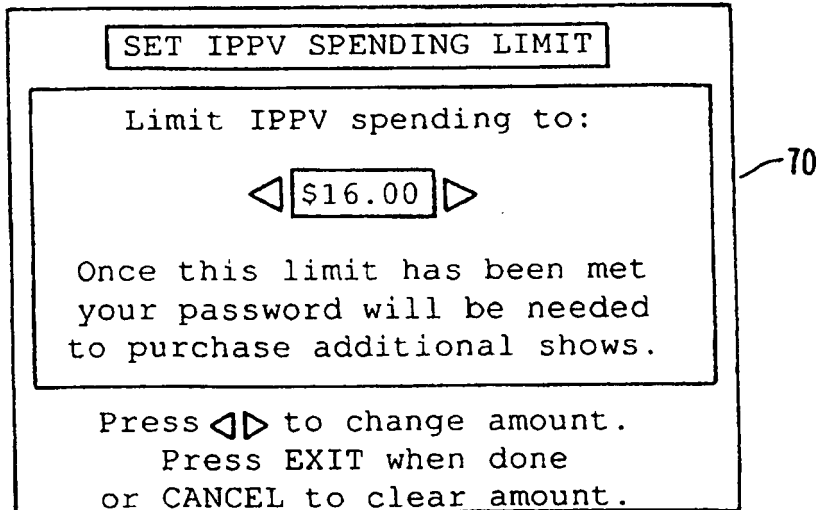 SET IPPV SPENDING LIMIT
Limit IPPV spending to:
$16.00
70
Once this limit has been met
your password will be needed
to purchase additional shows.
Press ◁▷ to change amount.
Press EXIT when done
or CANCEL to clear amount.